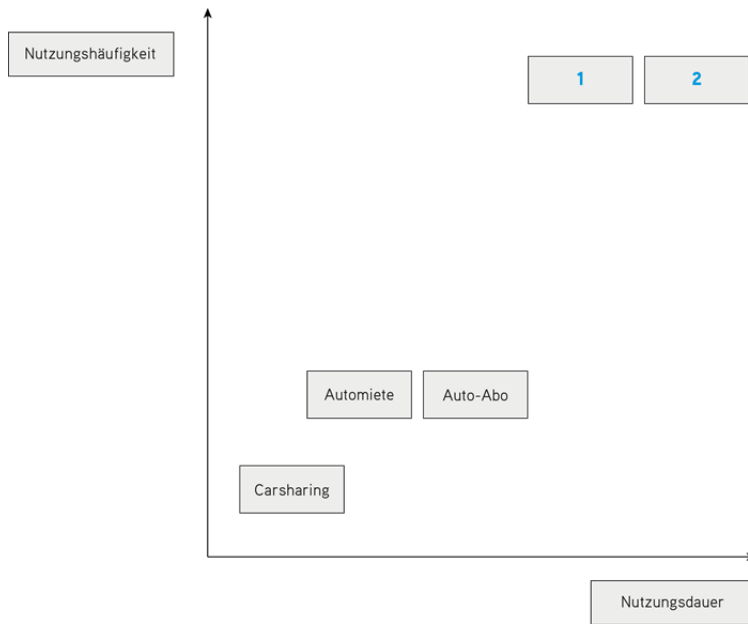 Nutzungshäufigkeit
1
2
Automiete
Auto-Abo
Carsharing
Nutzungsdauer